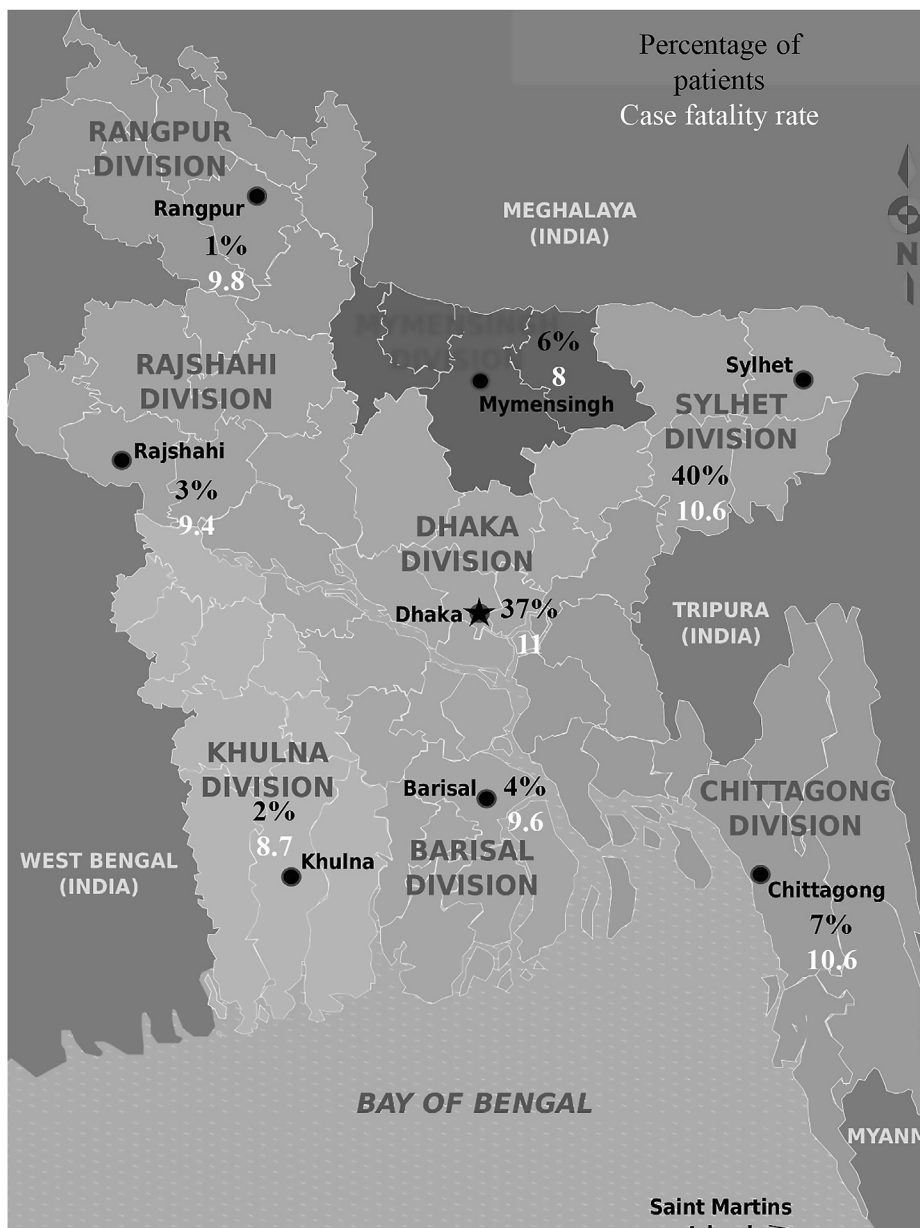 Percentage of
patients
Case fatality rate
RANGPUR
DIVISION
Rangpur
1%
9.8
MEGHALAYA
(INDIA)
N
MYMENSINGH
DIVISION
6%
8
Mymensingh
RAJSHAHI
DIVISION
Rajshahi
3%
9.4
Sylhet
SYLHET
DIVISION
40%
10.6
DHAKA
DIVISION
Dhaka
37%
11
TRIPURA
(INDIA)
KHULNA
DIVISION
2%
8.7
Khulna
Barisal
4%
9.6
BARISAL
DIVISION
CHITTAGONG
DIVISION
Chittagong
7%
10.6
WEST BENGAL
(INDIA)
BAY OF BENGAL
MYANM
Saint Martins